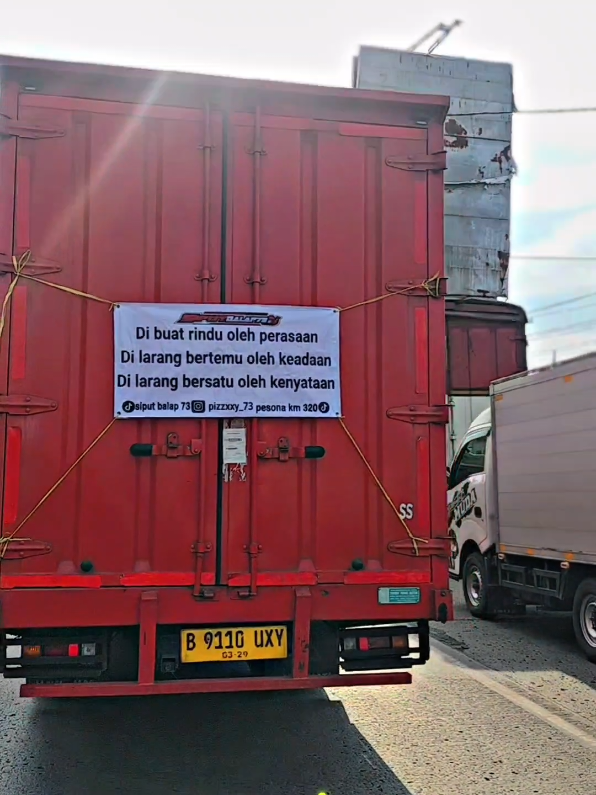 Di buat rindu oleh perasaan
Di larang bertemu oleh keadaan
Di larang bersatu oleh kenyataan
siput balap 73 pizzxxy_73 pesona km 320
SS
B 9110 UXY
03·29